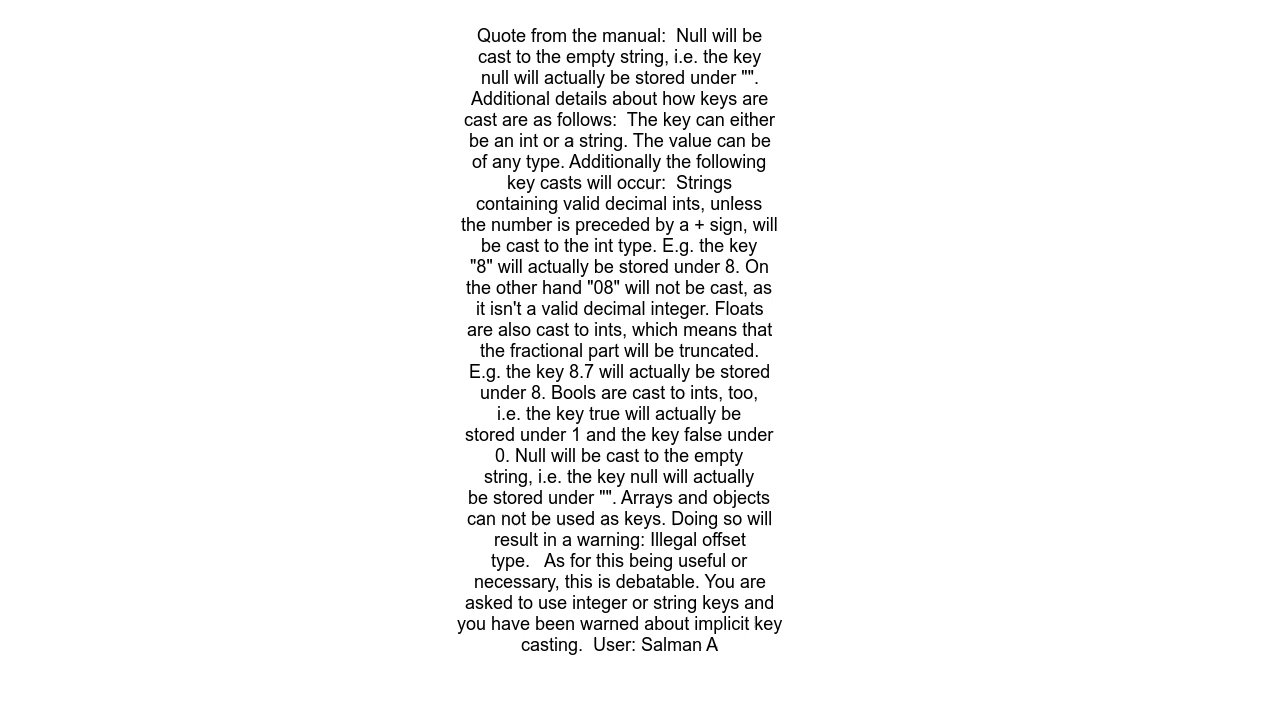 Quote from the manual:  Null will be
cast to the empty string, i.e. the key
null will actually be stored under "".
Additional details about how keys are
cast are as follows:  The key can either
be an int or a string. The value can be
of any type. Additionally the following
key casts will occur:  Strings
containing valid decimal ints, unless
the number is preceded by a + sign, will
be cast to the int type. E.g. the key
"8" will actually be stored under 8. On
the other hand "08" will not be cast, as
it isn't a valid decimal integer. Floats
are also cast to ints, which means that
the fractional part will be truncated.
E.g. the key 8.7 will actually be stored
under 8. Bools are cast to ints, too,
i.e. the key true will actually be
stored under 1 and the key false under
0. Null will be cast to the empty
string, i.e. the key null will actually
be stored under "". Arrays and objects
can not be used as keys. Doing so will
result in a warning: Illegal offset
type.   As for this being useful or
necessary, this is debatable. You are
asked to use integer or string keys and
you have been warned about implicit key
casting.  User: Salman A